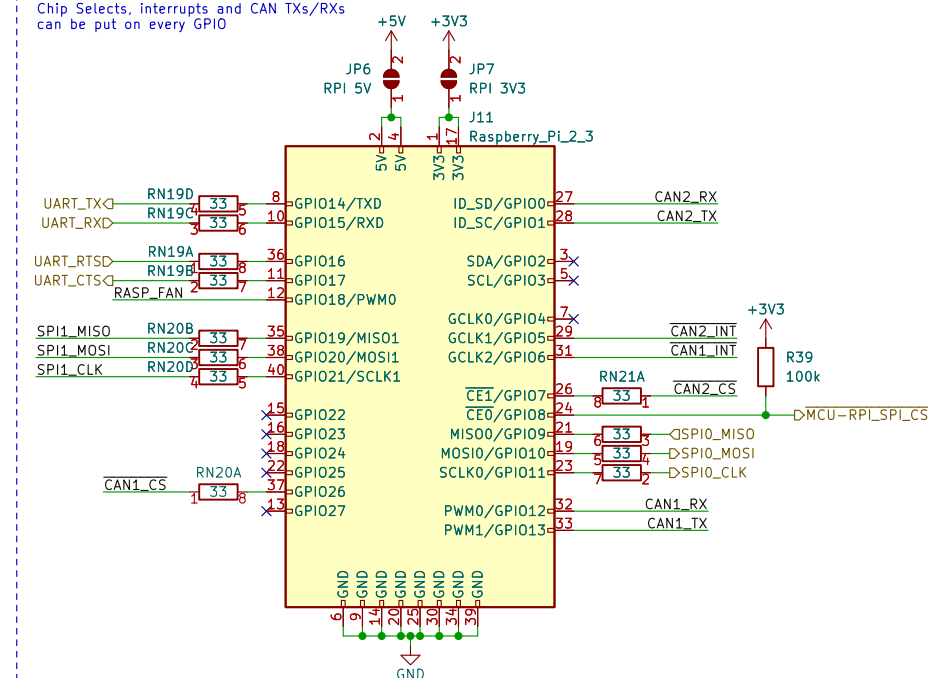 Chip Selects, interrupts and CAN TXs/RXs
can be put on every GPIO
+5V
+3V3
JP6
RPI 5V
2
1
JP7
RPI 3V3
2
1
J11
Raspberry_Pi_2_3
2
4
1
17
5V
5V
3V3
3V3
UART_TX
RN19D
4
33
5
8
GPIO14/TXD
UART_RX
RN19C
3
33
6
10
GPIO15/RXD
UART_RTS
RN19A
1
33
8
36
GPIO16
UART_CTS
RN19B
2
33
7
11
GPIO17
RASP_FAN
12
GPIO18/PWM0
SPI1_MISO
RN20B
2
33
7
35
GPIO19/MISO1
SPI1_MOSI
RN20C
3
33
6
38
GPIO20/MOSI1
SPI1_CLK
RN20D
4
33
5
40
GPIO21/SCLK1
15
GPIO22
16
GPIO23
18
GPIO24
22
GPIO25
CAN1_CS
RN20A
1
33
8
37
GPIO26
13
GPIO27
ID_SD/GPIO0
27
CAN2_RX
ID_SC/GPIO1
28
CAN2_TX
SDA/GPIO2
3
SCL/GPIO3
5
GCLK0/GPIO4
7
GCLK1/GPIO5
29
CAN2_INT
GCLK2/GPIO6
31
CAN1_INT
+3V3
R39
100k
CE1/GPIO7
26
RN21A
8
33
1
CAN2_CS
CE0/GPIO8
24
MCU-RPI_SPI_CS
MISO0/GPIO9
21
6
33
3
SPI0_MISO
MOSI0/GPIO10
19
5
33
4
SPI0_MOSI
SCLK0/GPIO11
23
7
33
2
SPI0_CLK
PWM0/GPIO12
32
CAN1_RX
PWM1/GPIO13
33
CAN1_TX
GND
GND
GND
GND
GND
GND
GND
GND
6
9
14
20
25
30
34
39
GND